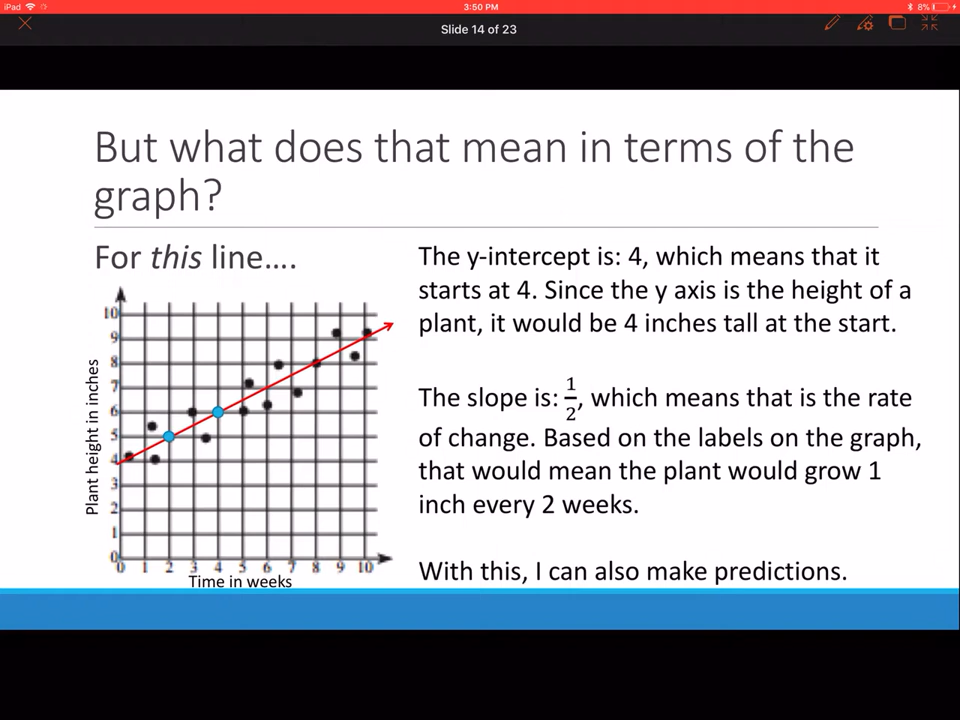 iPad
3:50 PM
8%
Slide 14 of 23
But what does that mean in terms of the
graph?
For this line….
The y-intercept is: 4, which means that it
starts at 4. Since the y axis is the height of a
plant, it would be 4 inches tall at the start.
The slope is: 1/2, which means that is the rate
of change. Based on the labels on the graph,
that would mean the plant would grow 1
inch every 2 weeks.
With this, I can also make predictions.
Plant height in inches
10
9
8
7
6
5
4
3
2
1
0
0 1 2 3 4 5 6 7 8 9 10
Time in weeks